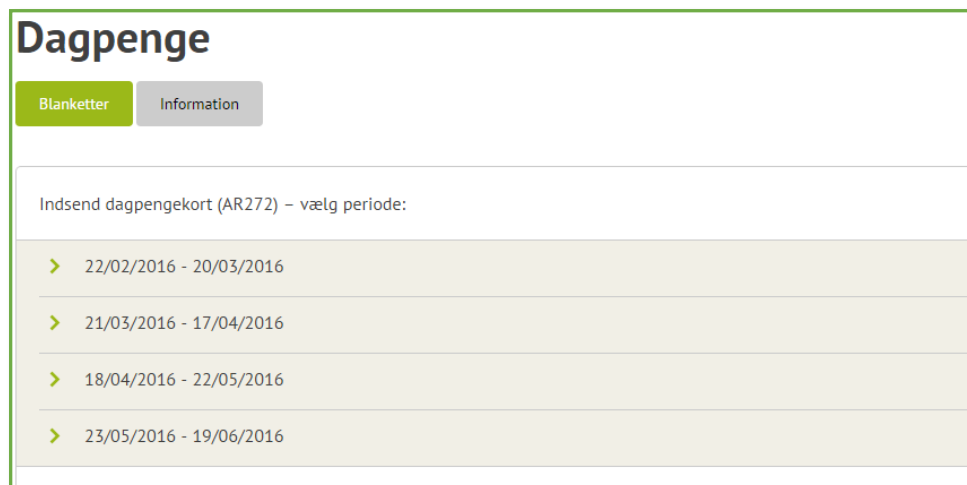 Dagpenge
Blanketter Information
Indsend dagpengekort (AR272) – vælg periode:
22/02/2016 - 20/03/2016
21/03/2016 - 17/04/2016
18/04/2016 - 22/05/2016
23/05/2016 - 19/06/2016